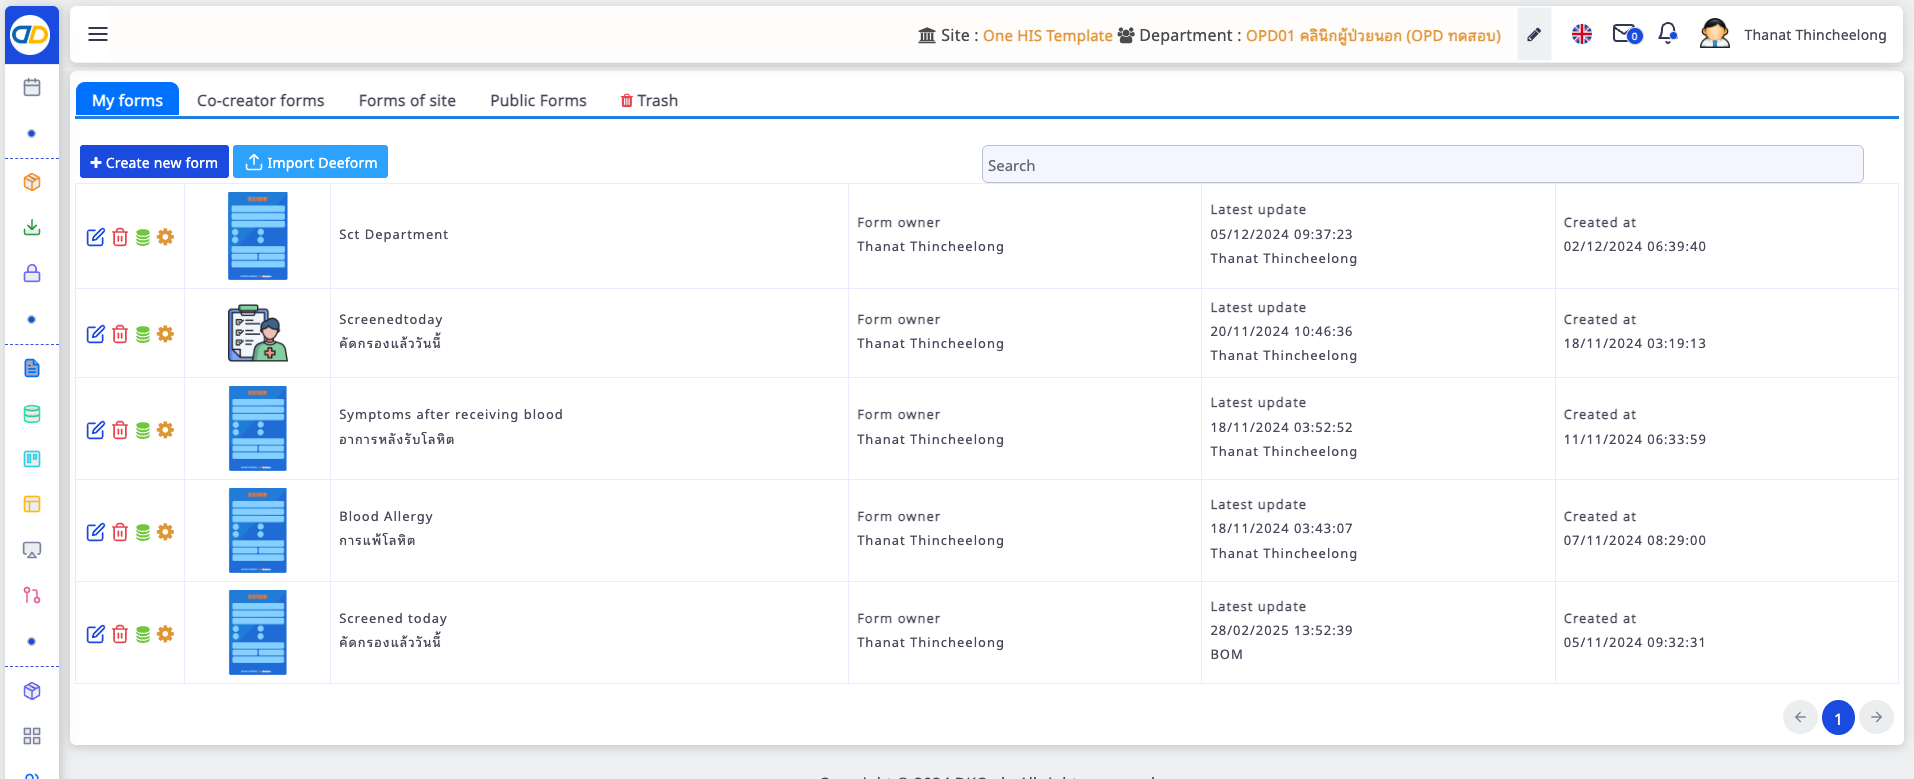 Site : One HIS Template Department : OPD01 คลินิกผู้ป่วยนอก (OPD ทดสอบ)
0
Thanat Thincheelong
My forms Co-creator forms Forms of site Public Forms Trash
Create new form Import Deeform
Search
Sct Department
Form owner
Thanat Thincheelong
Latest update
05/12/2024 09:37:23
Thanat Thincheelong
Created at
02/12/2024 06:39:40
Screenedtoday
คัดกรองแล้ววันนี้
Form owner
Thanat Thincheelong
Latest update
20/11/2024 10:46:36
Thanat Thincheelong
Created at
18/11/2024 03:19:13
Symptoms after receiving blood
อาการหลังรับโลหิต
Form owner
Thanat Thincheelong
Latest update
18/11/2024 03:52:52
Thanat Thincheelong
Created at
11/11/2024 06:33:59
Blood Allergy
การแพ้โลหิต
Form owner
Thanat Thincheelong
Latest update
18/11/2024 03:43:07
Thanat Thincheelong
Created at
07/11/2024 08:29:00
Screened today
คัดกรองแล้ววันนี้
Form owner
Thanat Thincheelong
Latest update
28/02/2025 13:52:39
BOM
Created at
05/11/2024 09:32:31
1